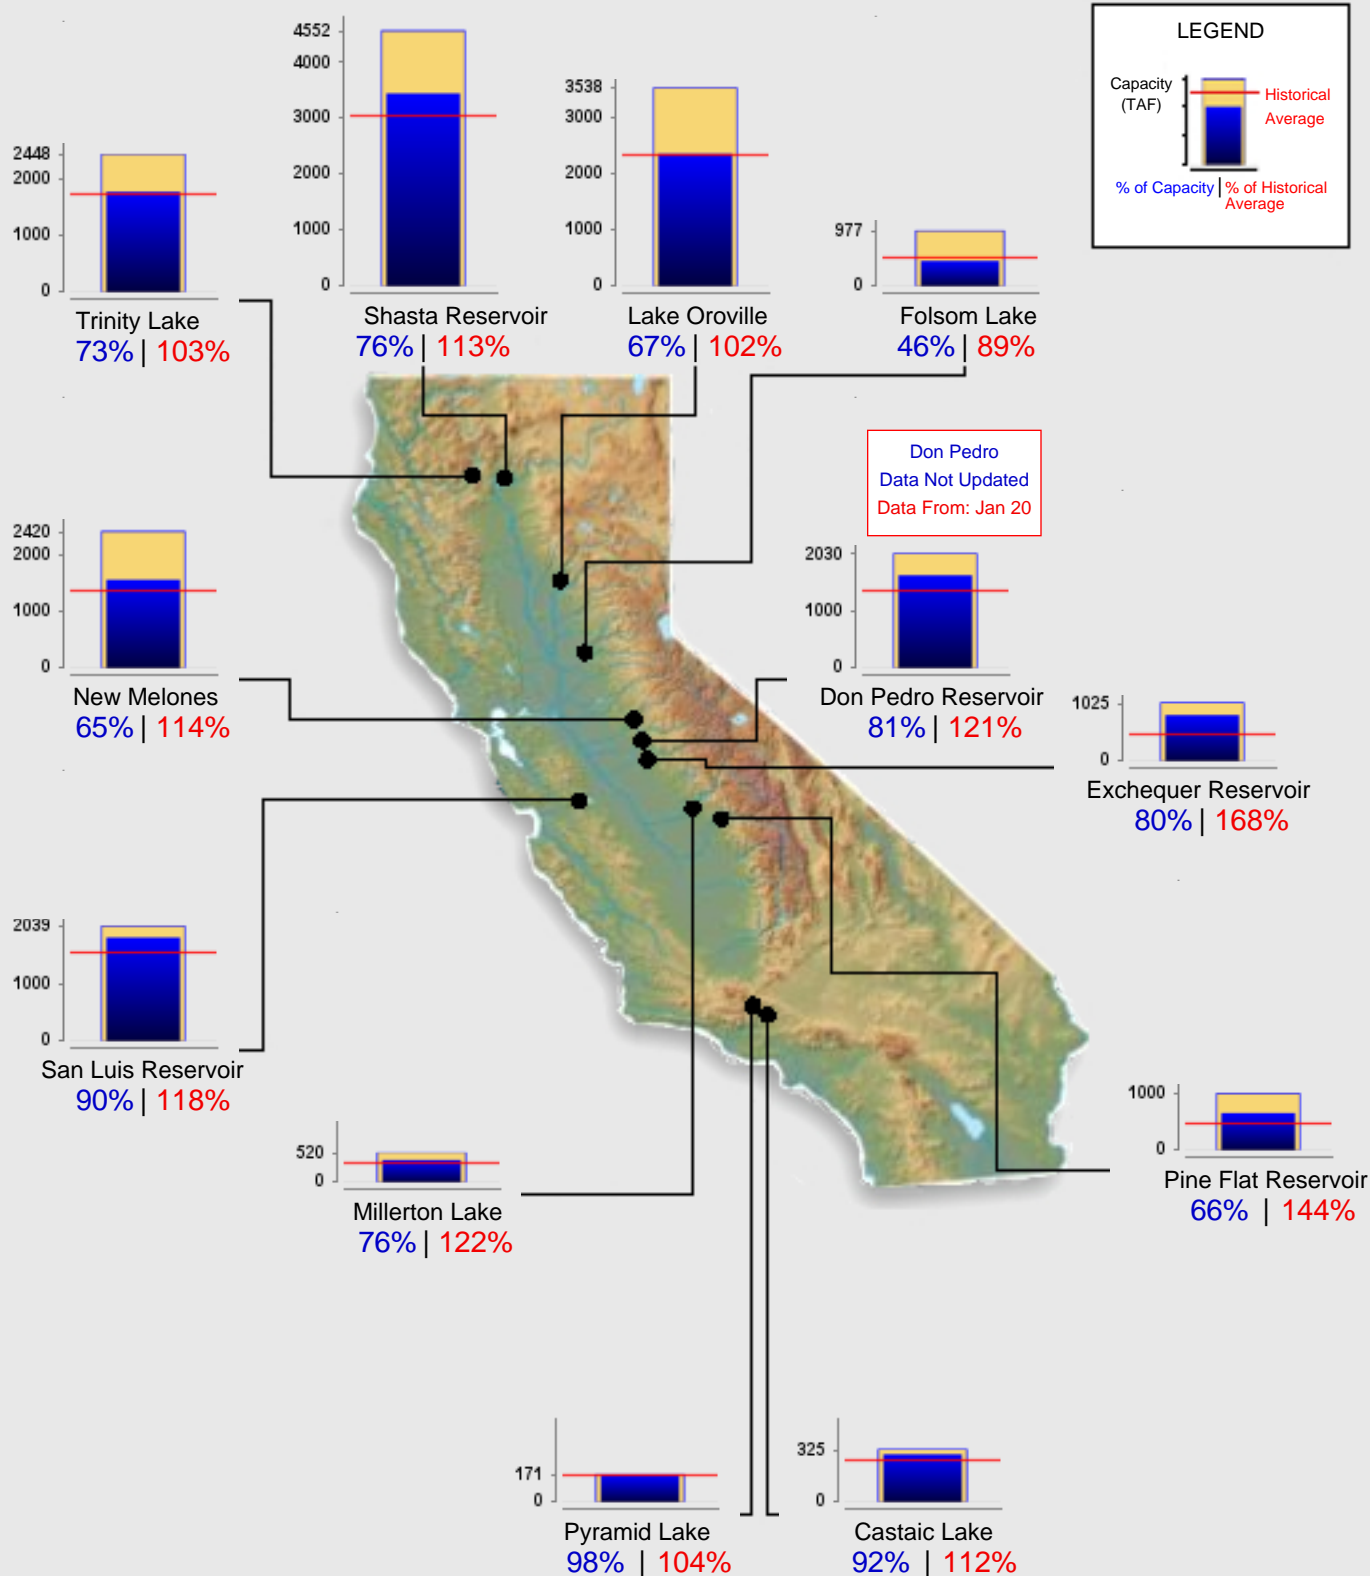 LEGEND
Capacity
(TAF)
Historical
Average
% of Capacity | % of Historical
Average
4552
4000
3000
2000
1000
0
Shasta Reservoir
76% | 113%
3538
3000
2000
1000
0
Lake Oroville
67% | 102%
2448
2000
1000
0
Trinity Lake
73% | 103%
977
0
Folsom Lake
46% | 89%
Don Pedro
Data Not Updated
Data From: Jan 20
2420
2000
1000
0
New Melones
65% | 114%
2030
1000
0
Don Pedro Reservoir
81% | 121%
1025
0
Exchequer Reservoir
80% | 168%
2039
1000
0
San Luis Reservoir
90% | 118%
520
0
Millerton Lake
76% | 122%
1000
0
Pine Flat Reservoir
66% | 144%
171
0
Pyramid Lake
98% | 104%
325
0
Castaic Lake
92% | 112%